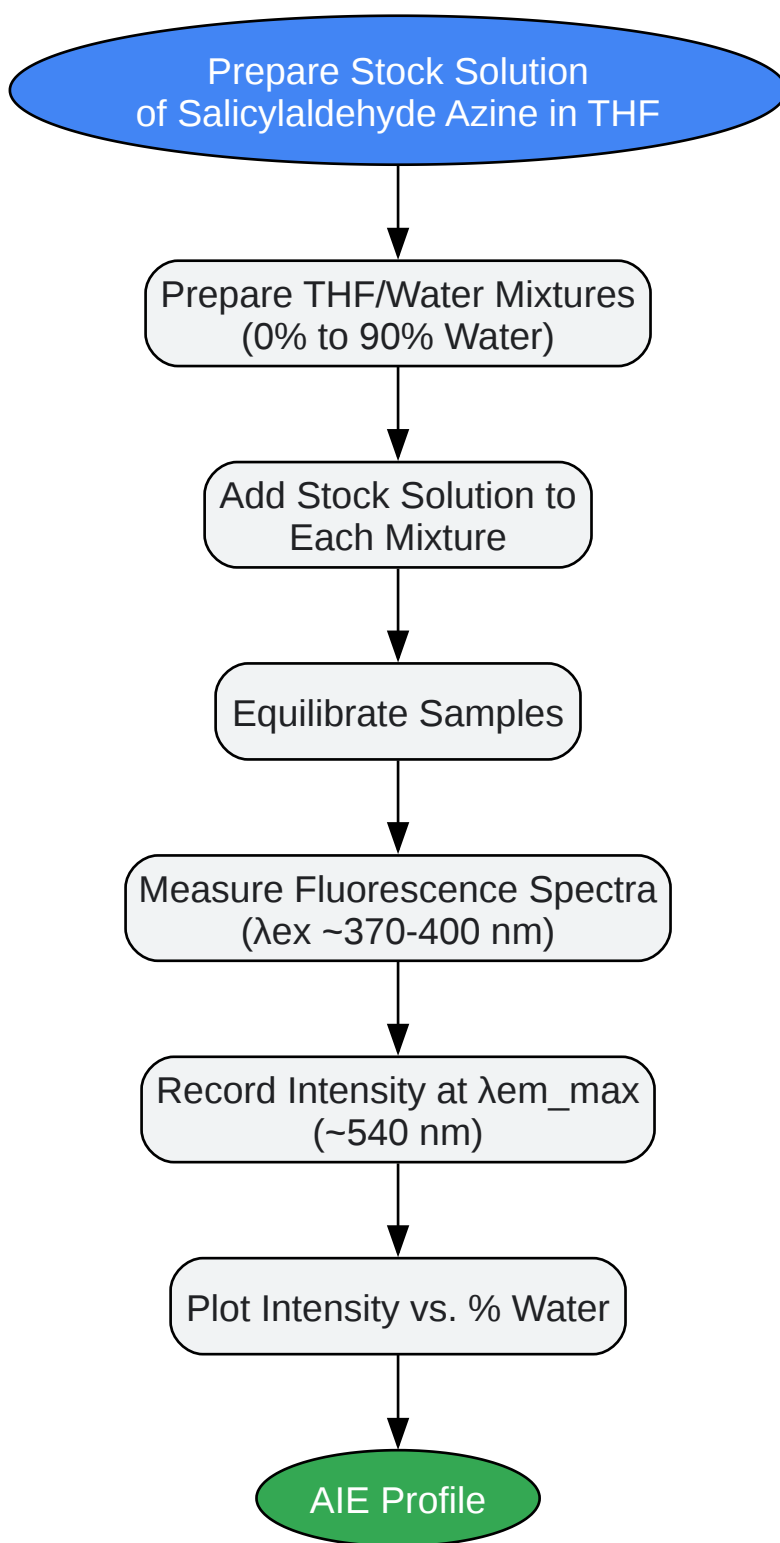 Prepare Stock Solution
of Salicylaldehyde Azine in THF
Prepare THF/Water Mixtures
(0% to 90% Water)
Add Stock Solution to
Each Mixture
Equilibrate Samples
Measure Fluorescence Spectra
(λex ~370-400 nm)
Record Intensity at λem_max
(~540 nm)
Plot Intensity vs. % Water
AIE Profile